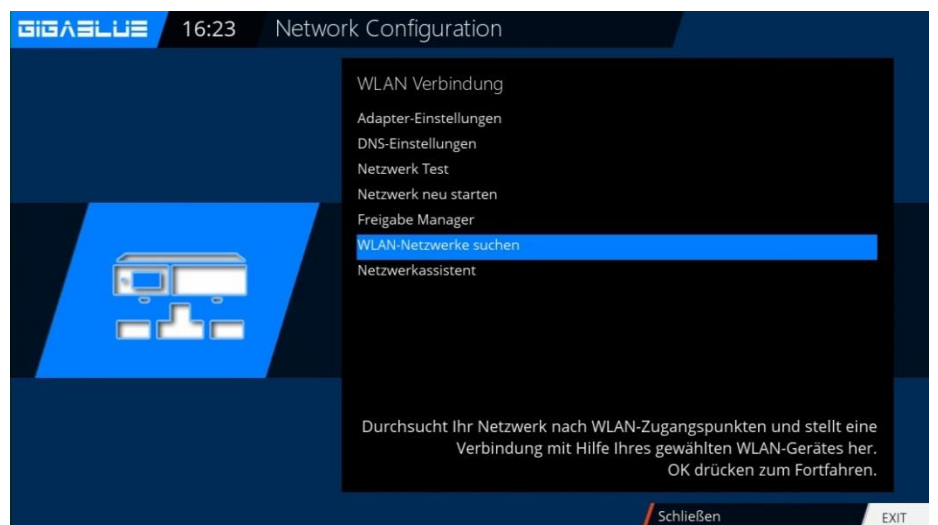 GIGABLUE 16:23 Network Configuration
WLAN Verbindung
Adapter-Einstellungen
DNS-Einstellungen
Netzwerk Test
Netzwerk neu starten
Freigabe Manager
WLAN-Netzwerke suchen
Netzwerkassistent
Durchsucht Ihr Netzwerk nach WLAN-Zugangspunkten und stellt eine
Verbindung mit Hilfe Ihres gewählten WLAN-Gerätes her.
OK drücken zum Fortfahren.
Schließen EXIT